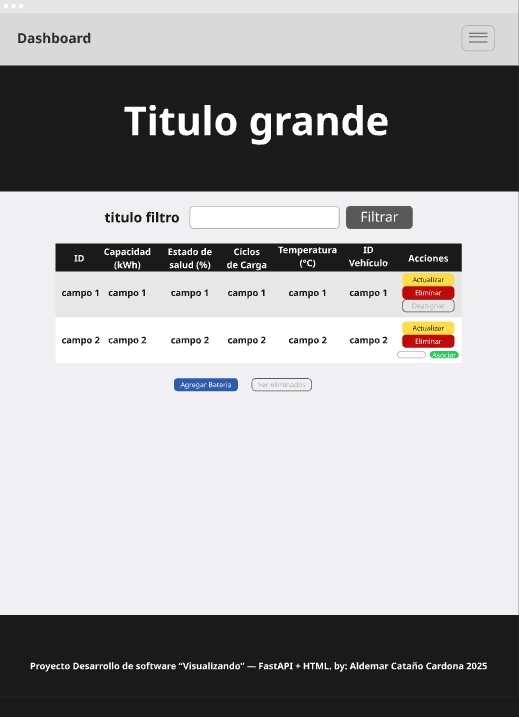 Dashboard
Titulo grande
titulo filtro Filtrar
ID Capacidad (kWh) Estado de salud (%) Ciclos de Carga Temperatura (°C) ID Vehículo Acciones
campo 1 campo 1 campo 1 campo 1 campo 1 campo 1 Actualizar
Eliminar
Desasignar
campo 2 campo 2 campo 2 campo 2 campo 2 campo 2 Actualizar
Eliminar
Asociar
Agregar Batería Ver eliminados
Proyecto Desarrollo de software “Visualizando” — FastAPI + HTML. by: Aldemar Cataño Cardona 2025